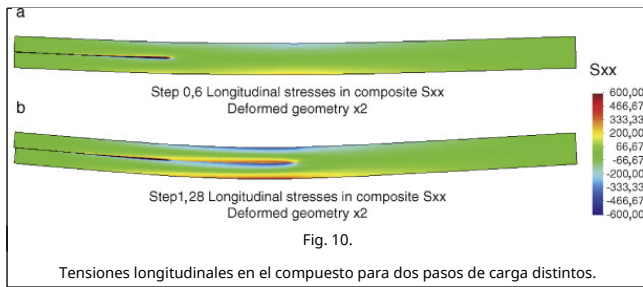 a
Step 0,6 Longitudinal stresses in composite Sxx
Deformed geometry x2
b
Step1,28 Longitudinal stresses in composite Sxx
Deformed geometry x2
Sxx
600,00
466,67
333,33
200,00
66,67
-66,67
-200,00
-333,33
-466,67
-600,00
Fig. 10.
Tensiones longitudinales en el compuesto para dos pasos de carga distintos.